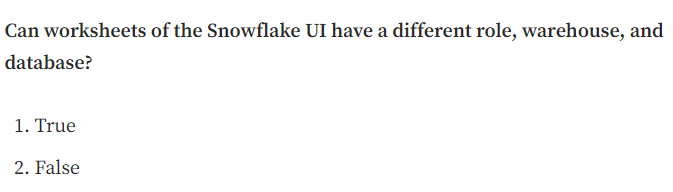 Can worksheets of the Snowflake UI have a different role, warehouse, and
database?
1. True
2. False